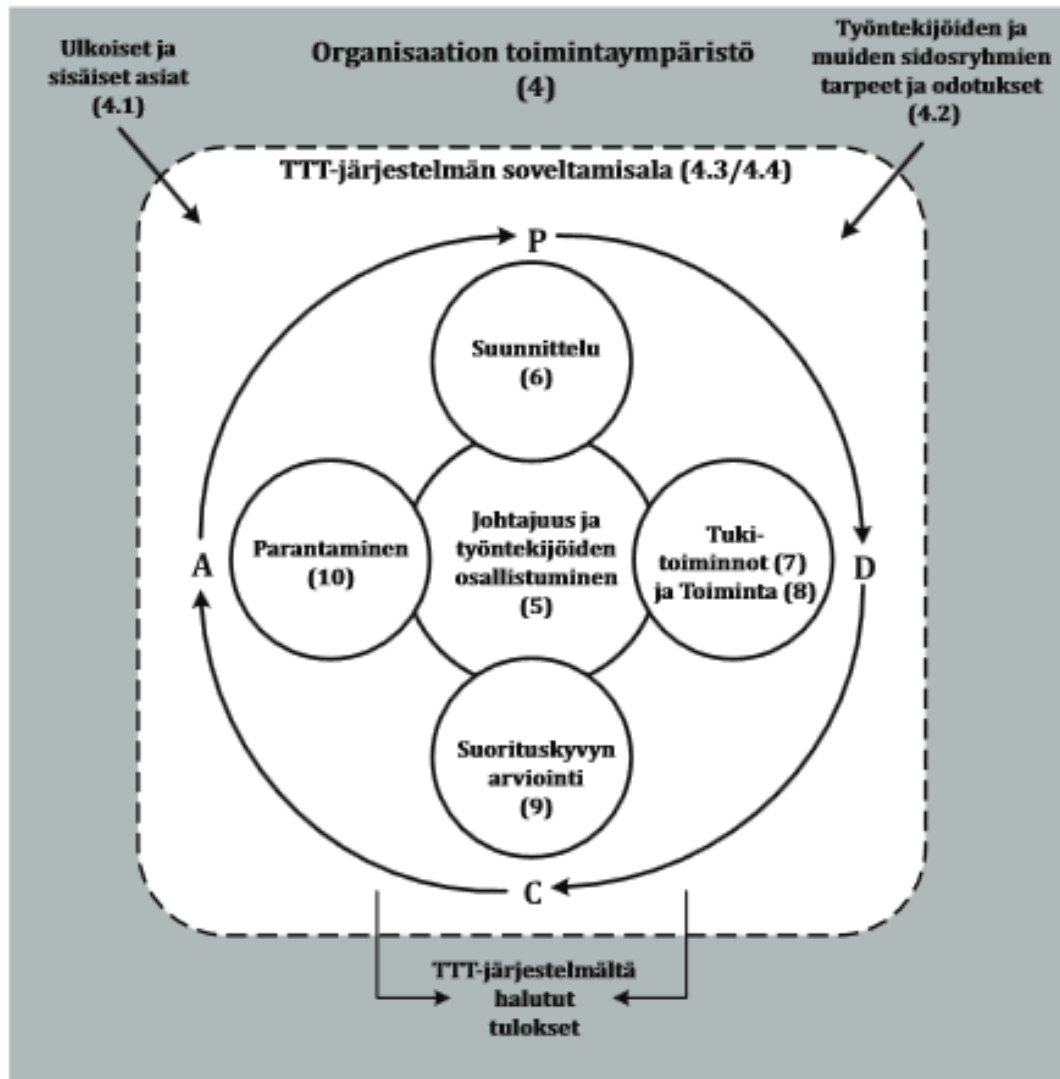 Ulkoiset ja
sisäiset asiat
(4.1)
Organisaation toimintaympäristö
(4)
Työntekijöiden ja
muiden sidosryhmien
tarpeet ja odotukset
(4.2)
TTT-järjestelmän soveltamisala (4.3/4.4)
P
Suunnittelu
(6)
A
Parantaminen
(10)
Johtajuus ja
työntekijöiden
osallistuminen
(5)
Tuki-
toiminnot (7)
ja Toiminta (8)
D
Suorituskyvyn
arviointi
(9)
C
TTT-järjestelmältä
halutut
tulokset